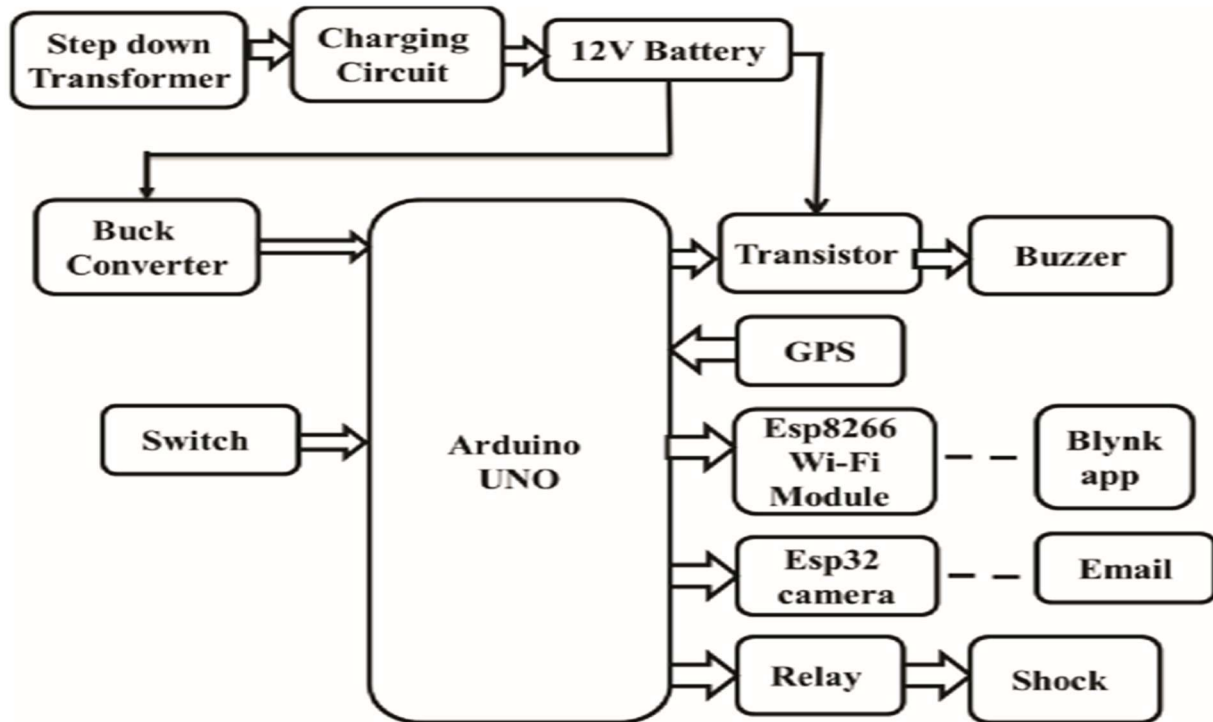 Step down
Transformer
Charging
Circuit
12V Battery
Buck
Converter
Transistor
Buzzer
GPS
Switch
Arduino
UNO
Esp8266
Wi-Fi
Module
Blynk
app
Esp32
camera
Email
Relay
Shock